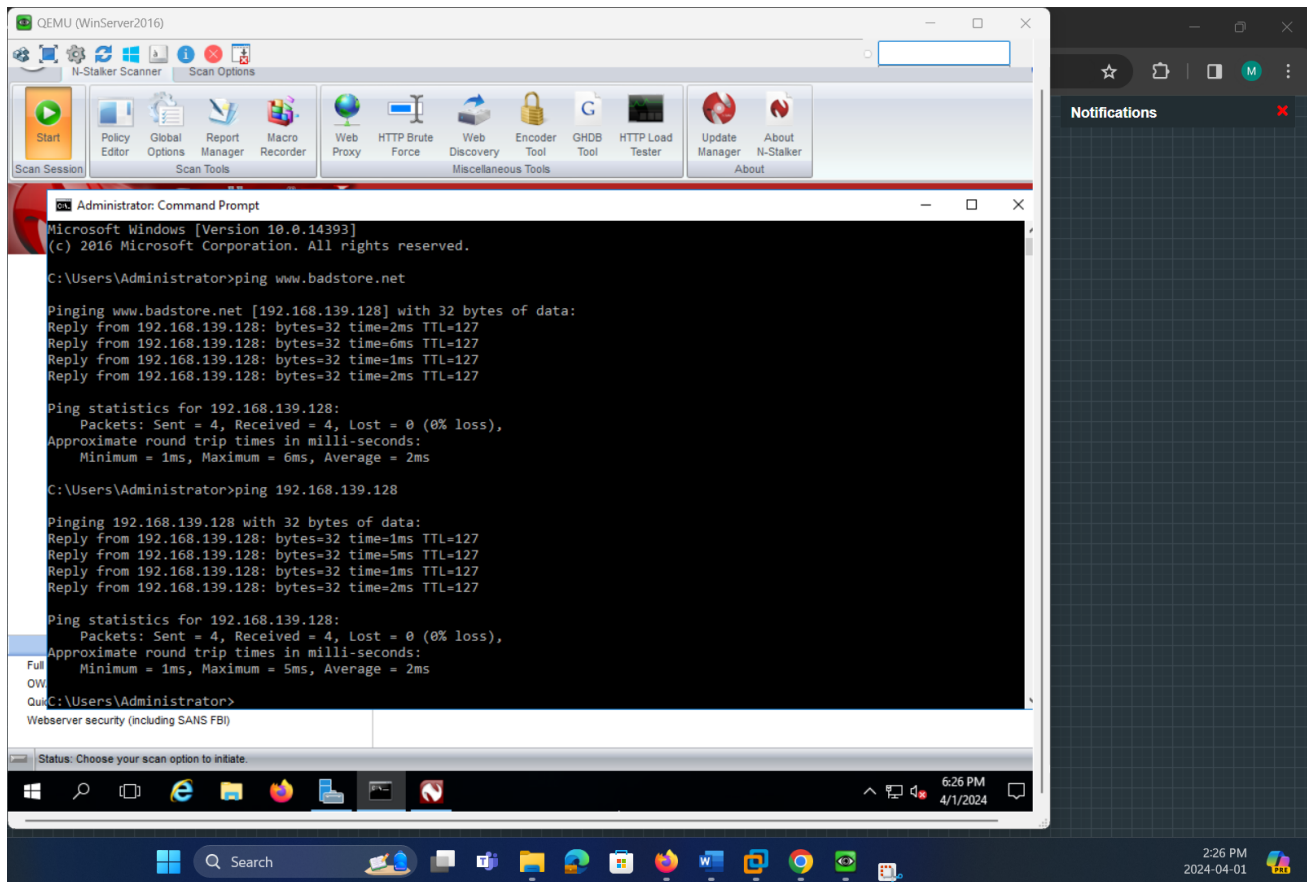 QEMU (WinServer2016)
N-Stalker Scanner Scan Options
Start
Policy Editor
Global Options
Report Manager
Macro Recorder
Web Proxy
HTTP Brute Force
Web Discovery
Encoder Tool
GHDB Tool
HTTP Load Tester
Update Manager
About N-Stalker
Scan Session
Scan Tools
Miscellaneous Tools
About
Notifications
M
Administrator: Command Prompt
Microsoft Windows [Version 10.0.14393]
(c) 2016 Microsoft Corporation. All rights reserved.
C:\Users\Administrator>ping www.badstore.net
Pinging www.badstore.net [192.168.139.128] with 32 bytes of data:
Reply from 192.168.139.128: bytes=32 time=2ms TTL=127
Reply from 192.168.139.128: bytes=32 time=6ms TTL=127
Reply from 192.168.139.128: bytes=32 time=1ms TTL=127
Reply from 192.168.139.128: bytes=32 time=2ms TTL=127
Ping statistics for 192.168.139.128:
Packets: Sent = 4, Received = 4, Lost = 0 (0% loss),
Approximate round trip times in milli-seconds:
Minimum = 1ms, Maximum = 6ms, Average = 2ms
C:\Users\Administrator>ping 192.168.139.128
Pinging 192.168.139.128 with 32 bytes of data:
Reply from 192.168.139.128: bytes=32 time=1ms TTL=127
Reply from 192.168.139.128: bytes=32 time=5ms TTL=127
Reply from 192.168.139.128: bytes=32 time=1ms TTL=127
Reply from 192.168.139.128: bytes=32 time=2ms TTL=127
Ping statistics for 192.168.139.128:
Packets: Sent = 4, Received = 4, Lost = 0 (0% loss),
Approximate round trip times in milli-seconds:
Minimum = 1ms, Maximum = 5ms, Average = 2ms
C:\Users\Administrator>
Full
Webserver security (including SANS FBI)
Status: Choose your scan option to initiate.
6:26 PM
4/1/2024
Search
2:26 PM
2024-04-01
PRE